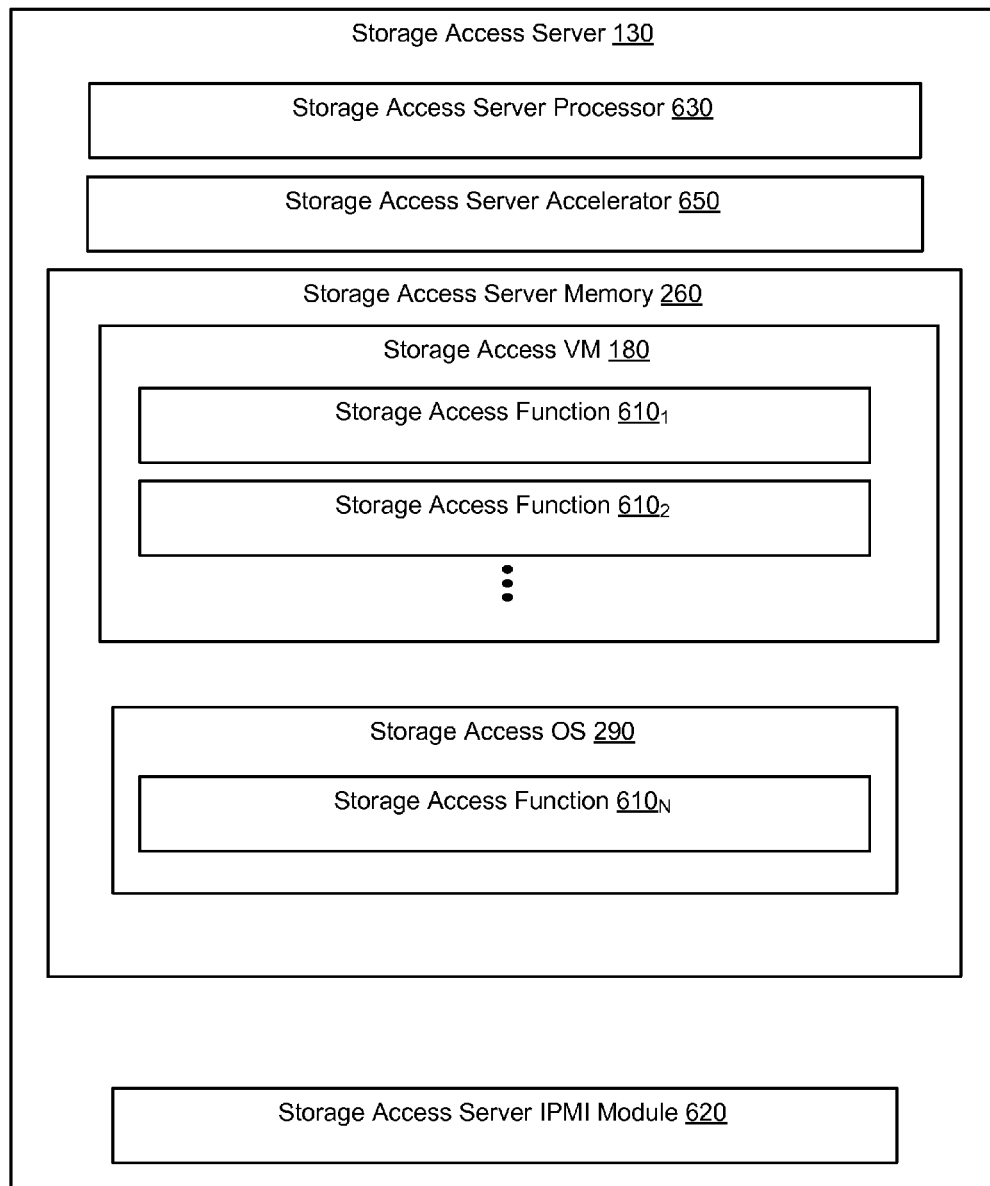 Storage Access Server 130
Storage Access Server Processor 630
Storage Access Server Accelerator 650
Storage Access Server Memory 260
Storage Access VM 180
Storage Access Function 610₁
Storage Access Function 610₂
Storage Access OS 290
Storage Access Function 610ₙ
Storage Access Server IPMI Module 620